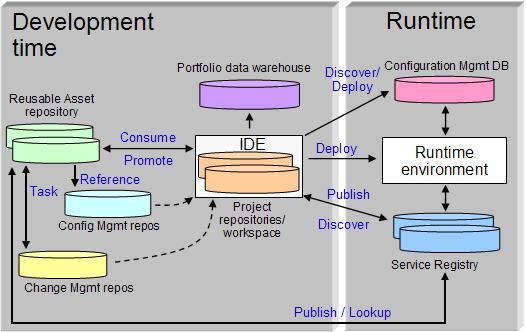 Development
time
Runtime
Portfolio data warehouse
Discover/
Deploy
Configuration Mgmt DB
Reusable Asset
repository
Consume
Promote
IDE
Deploy
Runtime
environment
Task
Reference
Publish
Config Mgmt repos
Project
repositories/
workspace
Discover
Service Registry
Change Mgmt repos
Publish / Lookup